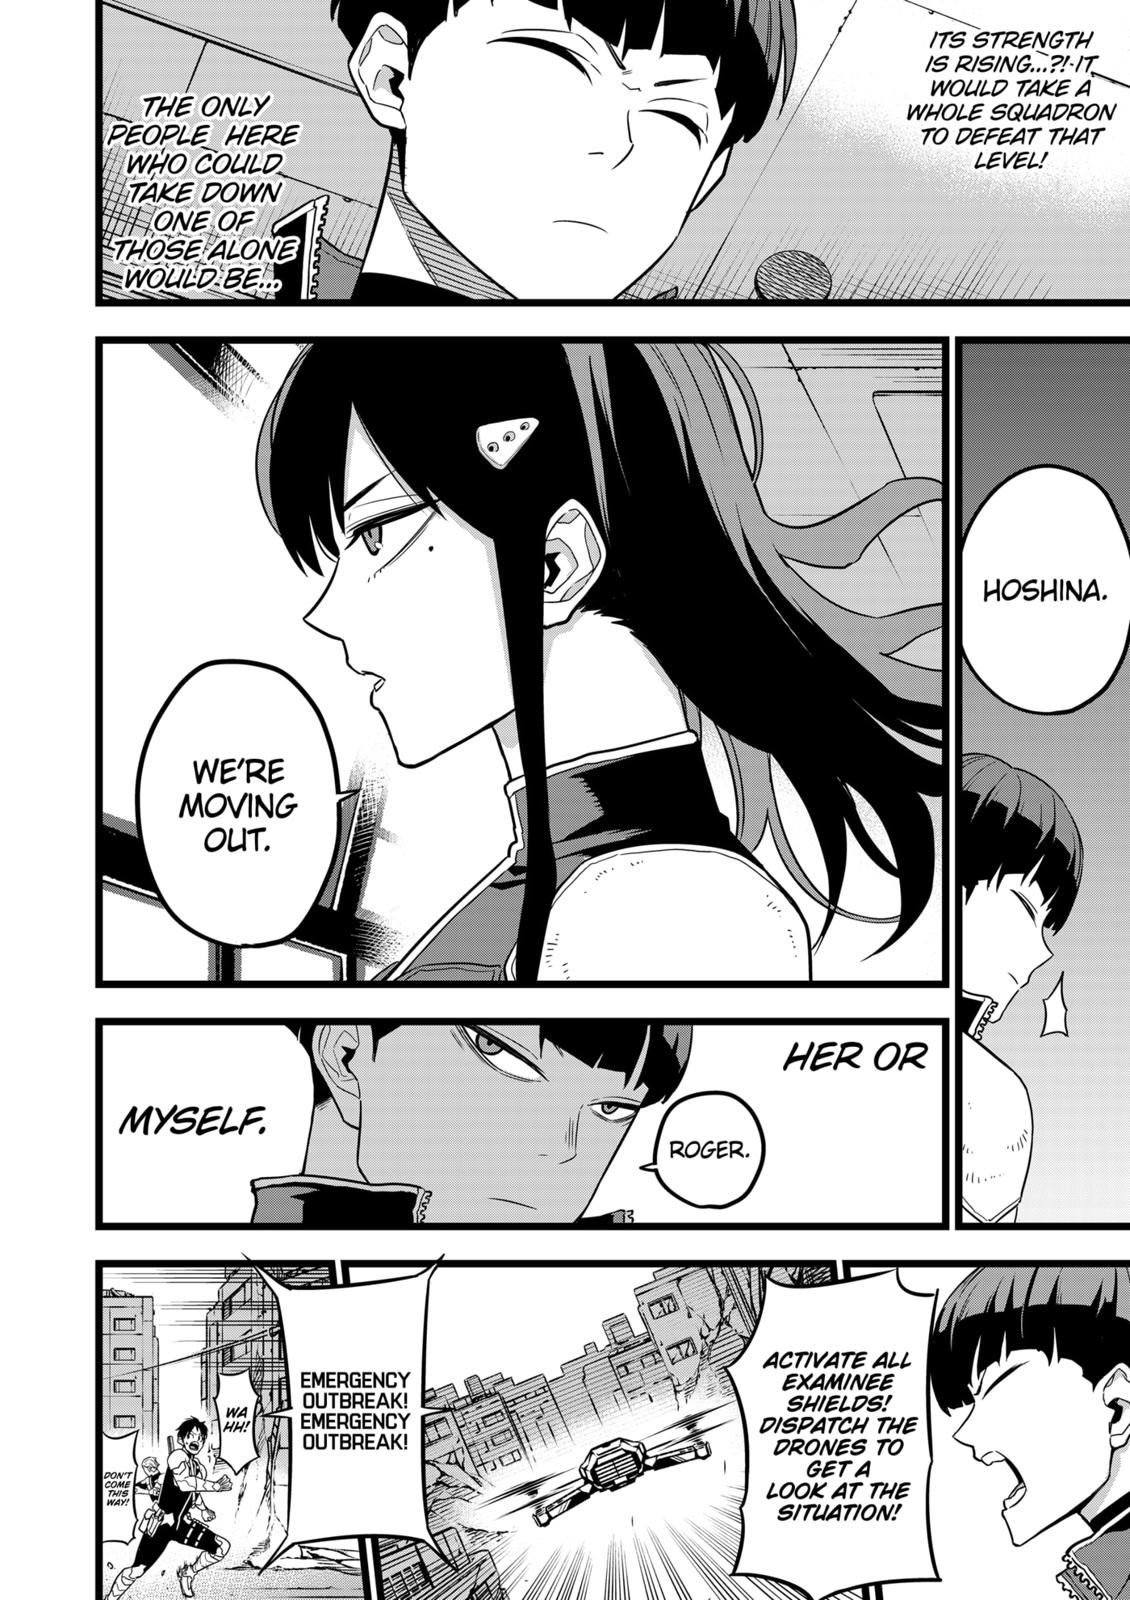 ITS STRENGTH
IS RISING...?! IT
WOULD TAKE A
WHOLE SQUADRON
TO DEFEAT THAT
LEVEL!
THE ONLY
PEOPLE HERE
WHO COULD
TAKE DOWN
ONE OF
THOSE ALONE
WOULD BE...
HOSHINA.
WE'RE
MOVING
OUT.
HER OR
MYSELF.
ROGER.
ACTIVATE ALL
EXAMINEE
SHIELDS!
DISPATCH THE
DRONES TO
GET A
LOOK AT THE
SITUATION!
EMERGENCY
OUTBREAK!
EMERGENCY
OUTBREAK!
WA
HH!
DON'T
COME
THIS
WAY!